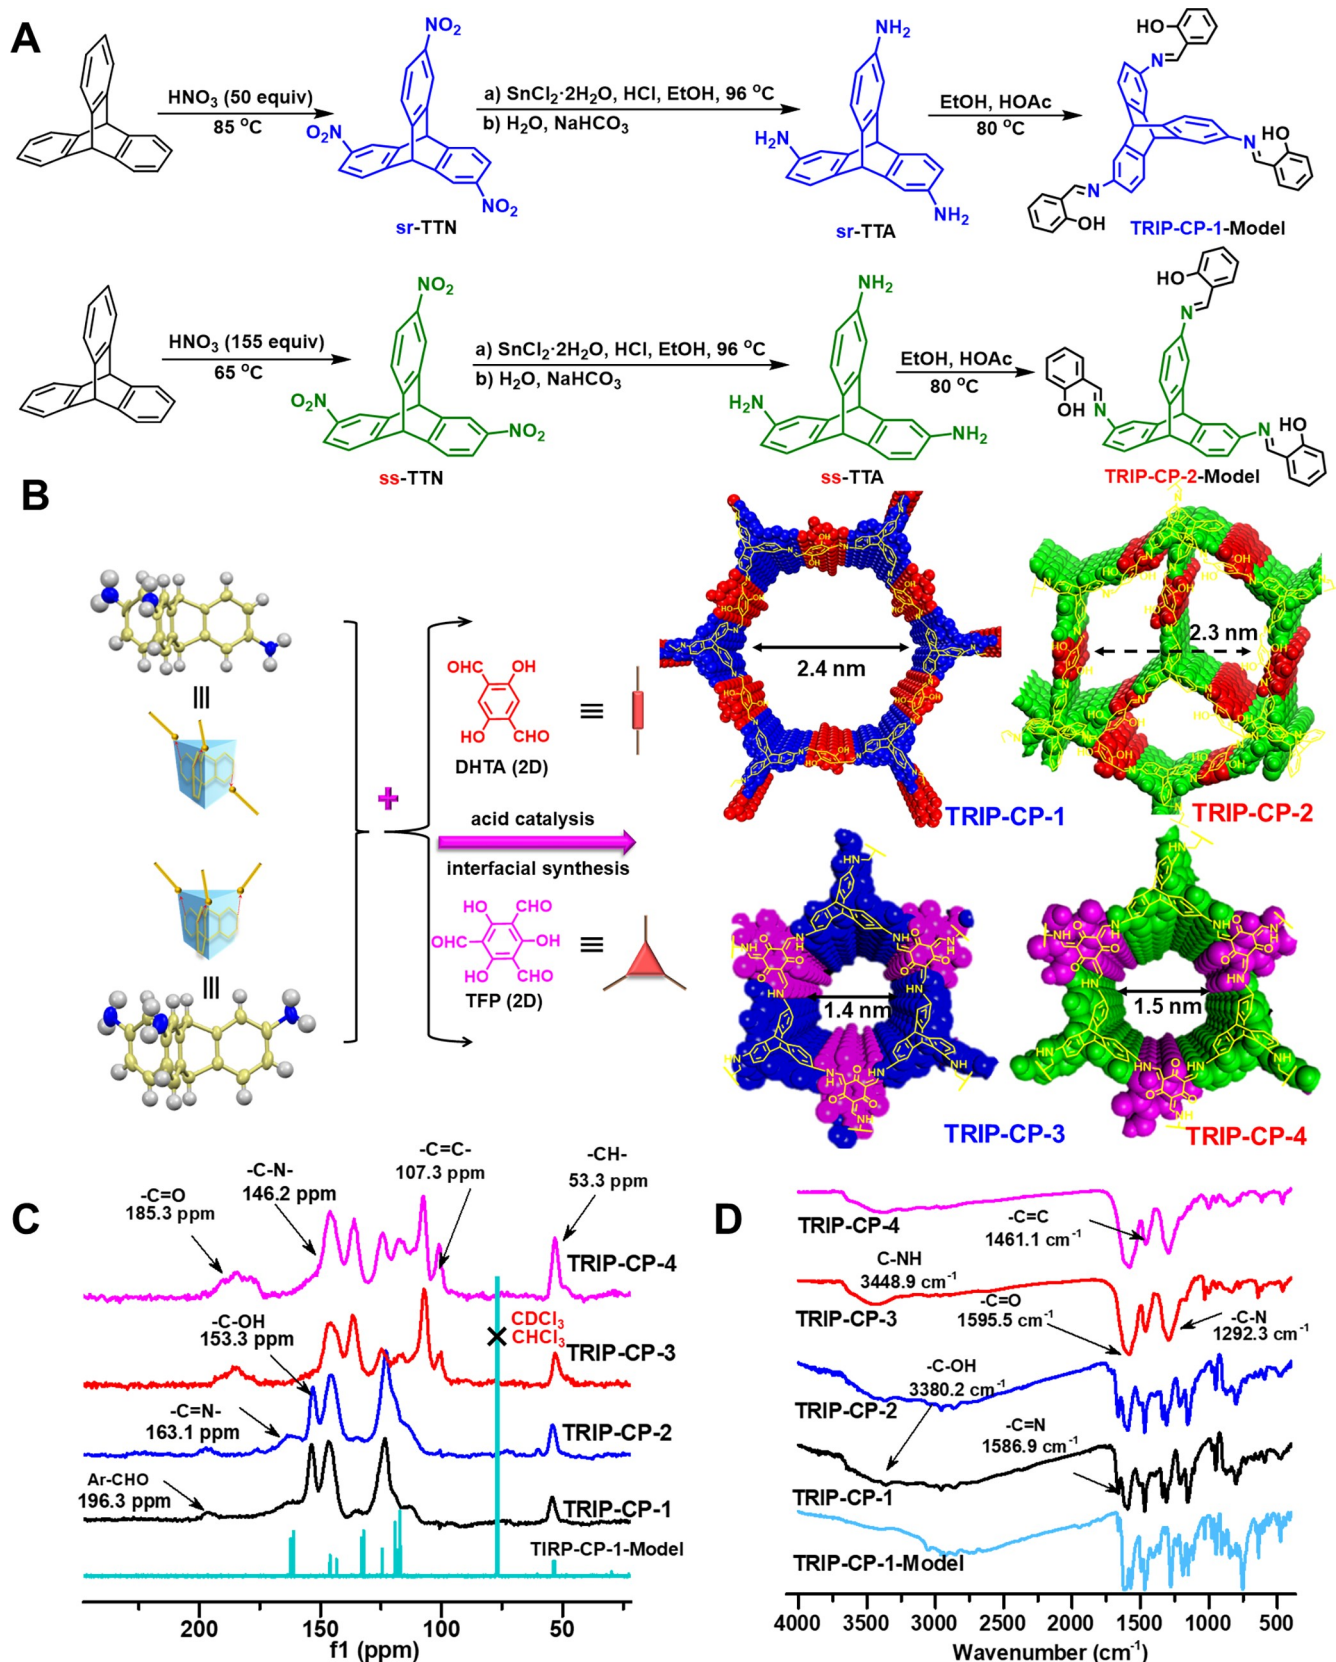 A
NO₂
O₂N
NO₂
HNO₃ (50 equiv)
85 °C
sr-TTN
a) SnCl₂·2H₂O, HCl, EtOH, 96 °C
b) H₂O, NaHCO₃
NH₂
NH₂
NH₂
sr-TTA
EtOH, HOAc
80 °C
HO
N
N
HO
N
OH
TRIP-CP-1-Model
HNO₃ (155 equiv)
65 °C
NO₂
NO₂
NO₂
ss-TTN
a) SnCl₂·2H₂O, HCl, EtOH, 96 °C
b) H₂O, NaHCO₃
NH₂
H₂N
NH₂
ss-TTA
EtOH, HOAc
80 °C
HO
N
OH
N
N
HO
TRIP-CP-2-Model
B
+
OHC
OH
HO
CHO
DHTA (2D)
acid catalysis
interfacial synthesis
HO
CHO
OHC
OH
HO
CHO
TFP (2D)
2.4 nm
TRIP-CP-1
2.3 nm
TRIP-CP-2
1.4 nm
TRIP-CP-3
1.5 nm
TRIP-CP-4
C
-C=O
185.3 ppm
-C-N-
146.2 ppm
-C=C-
107.3 ppm
-CH-
53.3 ppm
TRIP-CP-4
-C-OH
153.3 ppm
CDCl₃
CHCl₃
TRIP-CP-3
-C=N-
163.1 ppm
TRIP-CP-2
Ar-CHO
196.3 ppm
TRIP-CP-1
TIRP-CP-1-Model
200 150 100 50
f1 (ppm)
D
TRIP-CP-4
-C=C
1461.1 cm⁻¹
C-NH
3448.9 cm⁻¹
-C=O
1595.5 cm⁻¹
TRIP-CP-3
-C-N
1292.3 cm⁻¹
-C-OH
3380.2 cm⁻¹
TRIP-CP-2
-C=N
1586.9 cm⁻¹
TRIP-CP-1
TRIP-CP-1-Model
4000 3500 3000 2500 2000 1500 1000 500
Wavenumber (cm⁻¹)